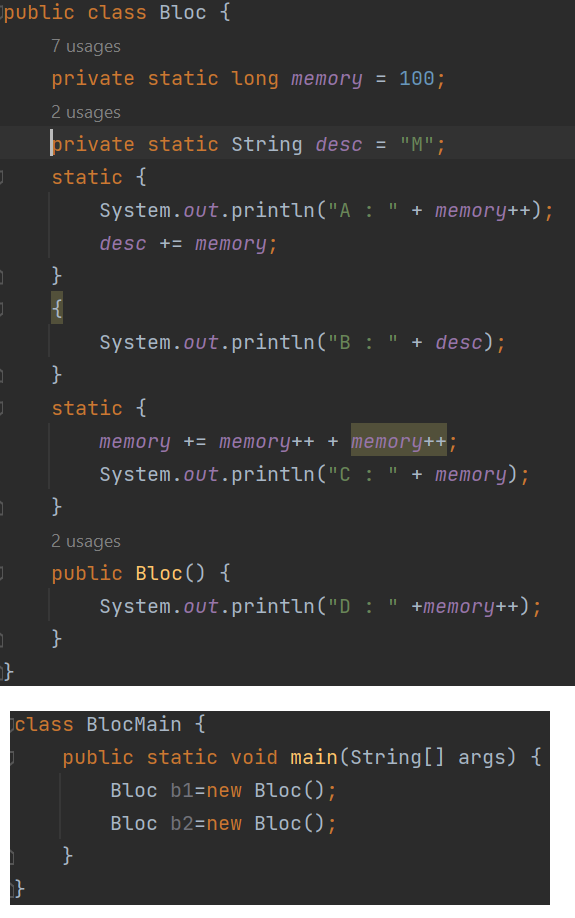 public class Bloc {
7 usages
private static long memory = 100;
2 usages
private static String desc = "M";
static {
System.out.println("A : " + memory++);
desc += memory;
}
{
System.out.println("B : " + desc);
}
static {
memory += memory++ + memory++;
System.out.println("C : " + memory);
}
2 usages
public Bloc() {
System.out.println("D : " +memory++);
}
}
class BlocMain {
public static void main(String[] args) {
Bloc b1=new Bloc();
Bloc b2=new Bloc();
}
}